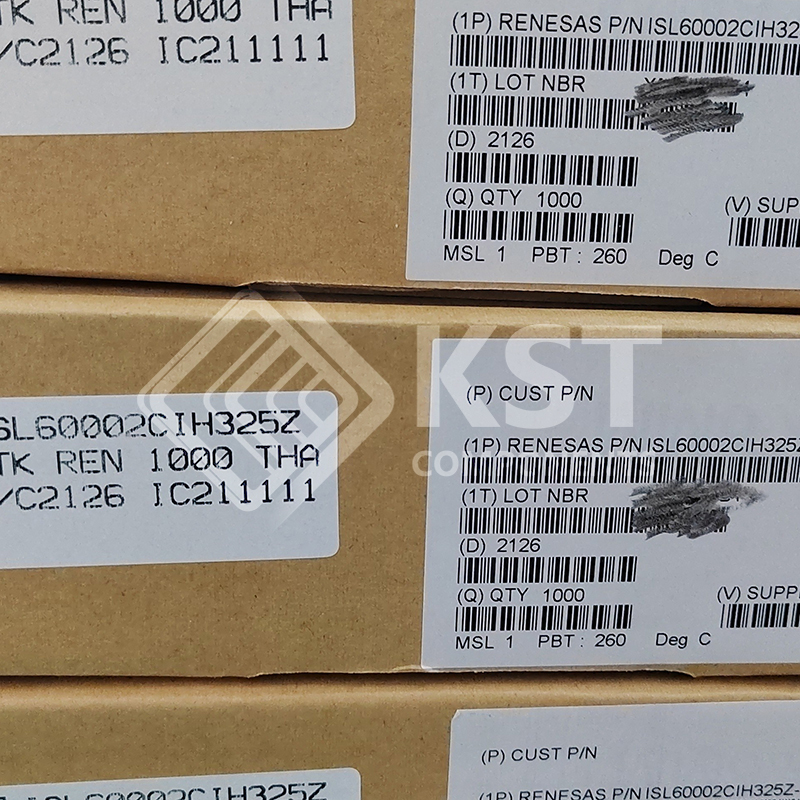 TK REN 1000 THA
/C2126 IC211111
(1P) RENESAS P/N ISL60002CIH32
(1T) LOT NBR
(D) 2126
(Q) QTY 1000
(V) SUP
MSL 1 PBT : 260 Deg C
KST
SL60002CIH325Z
TK REN 1000 THA
/C2126 IC211111
(P) CUST P/N
(1P) RENESAS P/N ISL60002CIH325Z
(1T) LOT NBR
(D) 2126
(Q) QTY 1000
(V) SUPPL
MSL 1 PBT : 260 Deg C
(P) CUST P/N
(1P) RENESAS P/N ISL60002CIH325Z-
ISL60002CIH325Z